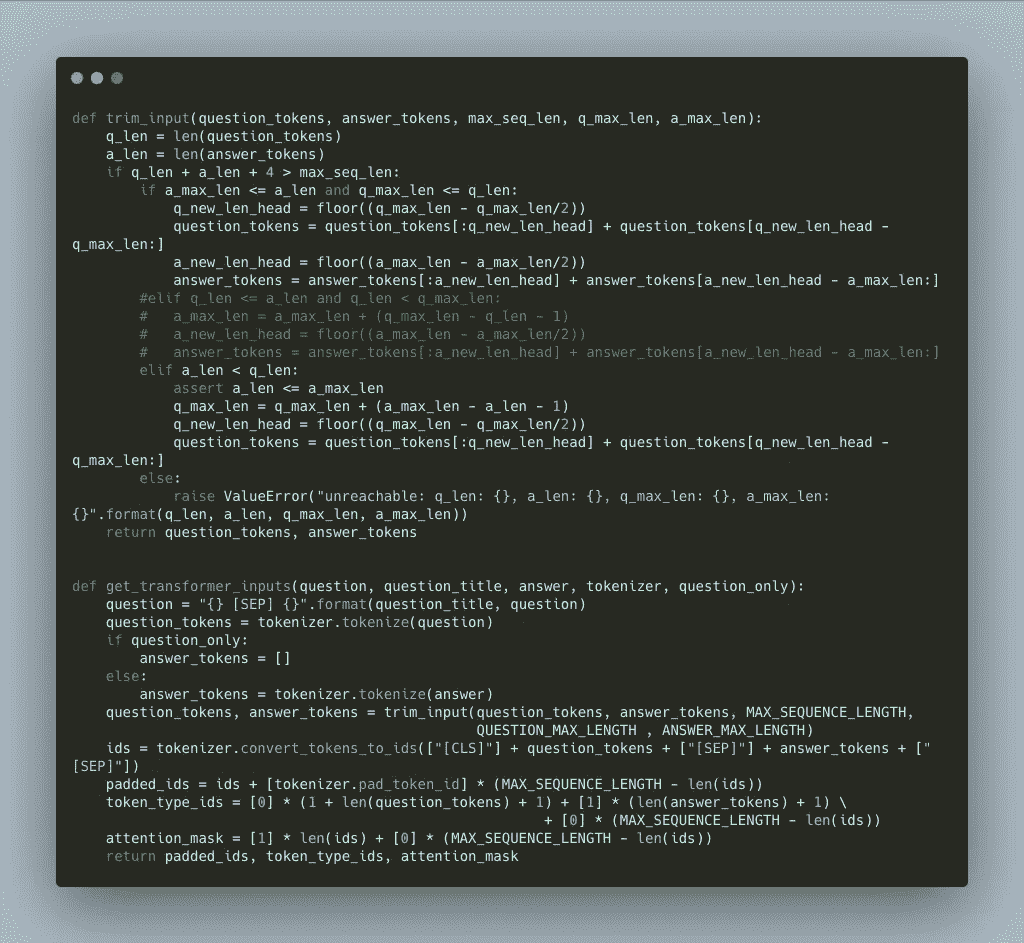 def trim_input(question_tokens, answer_tokens, max_seq_len, q_max_len, a_max_len):
    q_len = len(question_tokens)
    a_len = len(answer_tokens)
    if q_len + a_len + 4 > max_seq_len:
        if a_max_len <= a_len and q_max_len <= q_len:
            q_new_len_head = floor((q_max_len - q_max_len/2))
            question_tokens = question_tokens[:q_new_len_head] + question_tokens[q_new_len_head -
q_max_len:]
            a_new_len_head = floor((a_max_len - a_max_len/2))
            answer_tokens = answer_tokens[:a_new_len_head] + answer_tokens[a_new_len_head - a_max_len:]
        #elif q_len <= a_len and q_len < q_max_len:
        #   a_max_len = a_max_len + (q_max_len - q_len - 1)
        #   a_new_len_head = floor((a_max_len - a_max_len/2))
        #   answer_tokens = answer_tokens[:a_new_len_head] + answer_tokens[a_new_len_head - a_max_len:]
        elif a_len < q_len:
            assert a_len <= a_max_len
            q_max_len = q_max_len + (a_max_len - a_len - 1)
            q_new_len_head = floor((q_max_len - q_max_len/2))
            question_tokens = question_tokens[:q_new_len_head] + question_tokens[q_new_len_head -
q_max_len:]
        else:
            raise ValueError("unreachable: q_len: {}, a_len: {}, q_max_len: {}, a_max_len:
{}".format(q_len, a_len, q_max_len, a_max_len))
    return question_tokens, answer_tokens
def get_transformer_inputs(question, question_title, answer, tokenizer, question_only):
    question = "{} [SEP] {}".format(question_title, question)
    question_tokens = tokenizer.tokenize(question)
    if question_only:
        answer_tokens = []
    else:
        answer_tokens = tokenizer.tokenize(answer)
    question_tokens, answer_tokens = trim_input(question_tokens, answer_tokens, MAX_SEQUENCE_LENGTH,
                                                QUESTION_MAX_LENGTH , ANSWER_MAX_LENGTH)
    ids = tokenizer.convert_tokens_to_ids(["[CLS]"] + question_tokens + ["[SEP]"] + answer_tokens + ["
[SEP]"])
    padded_ids = ids + [tokenizer.pad_token_id] * (MAX_SEQUENCE_LENGTH - len(ids))
    token_type_ids = [0] * (1 + len(question_tokens) + 1) + [1] * (len(answer_tokens) + 1) \
                                                        + [0] * (MAX_SEQUENCE_LENGTH - len(ids))
    attention_mask = [1] * len(ids) + [0] * (MAX_SEQUENCE_LENGTH - len(ids))
    return padded_ids, token_type_ids, attention_mask